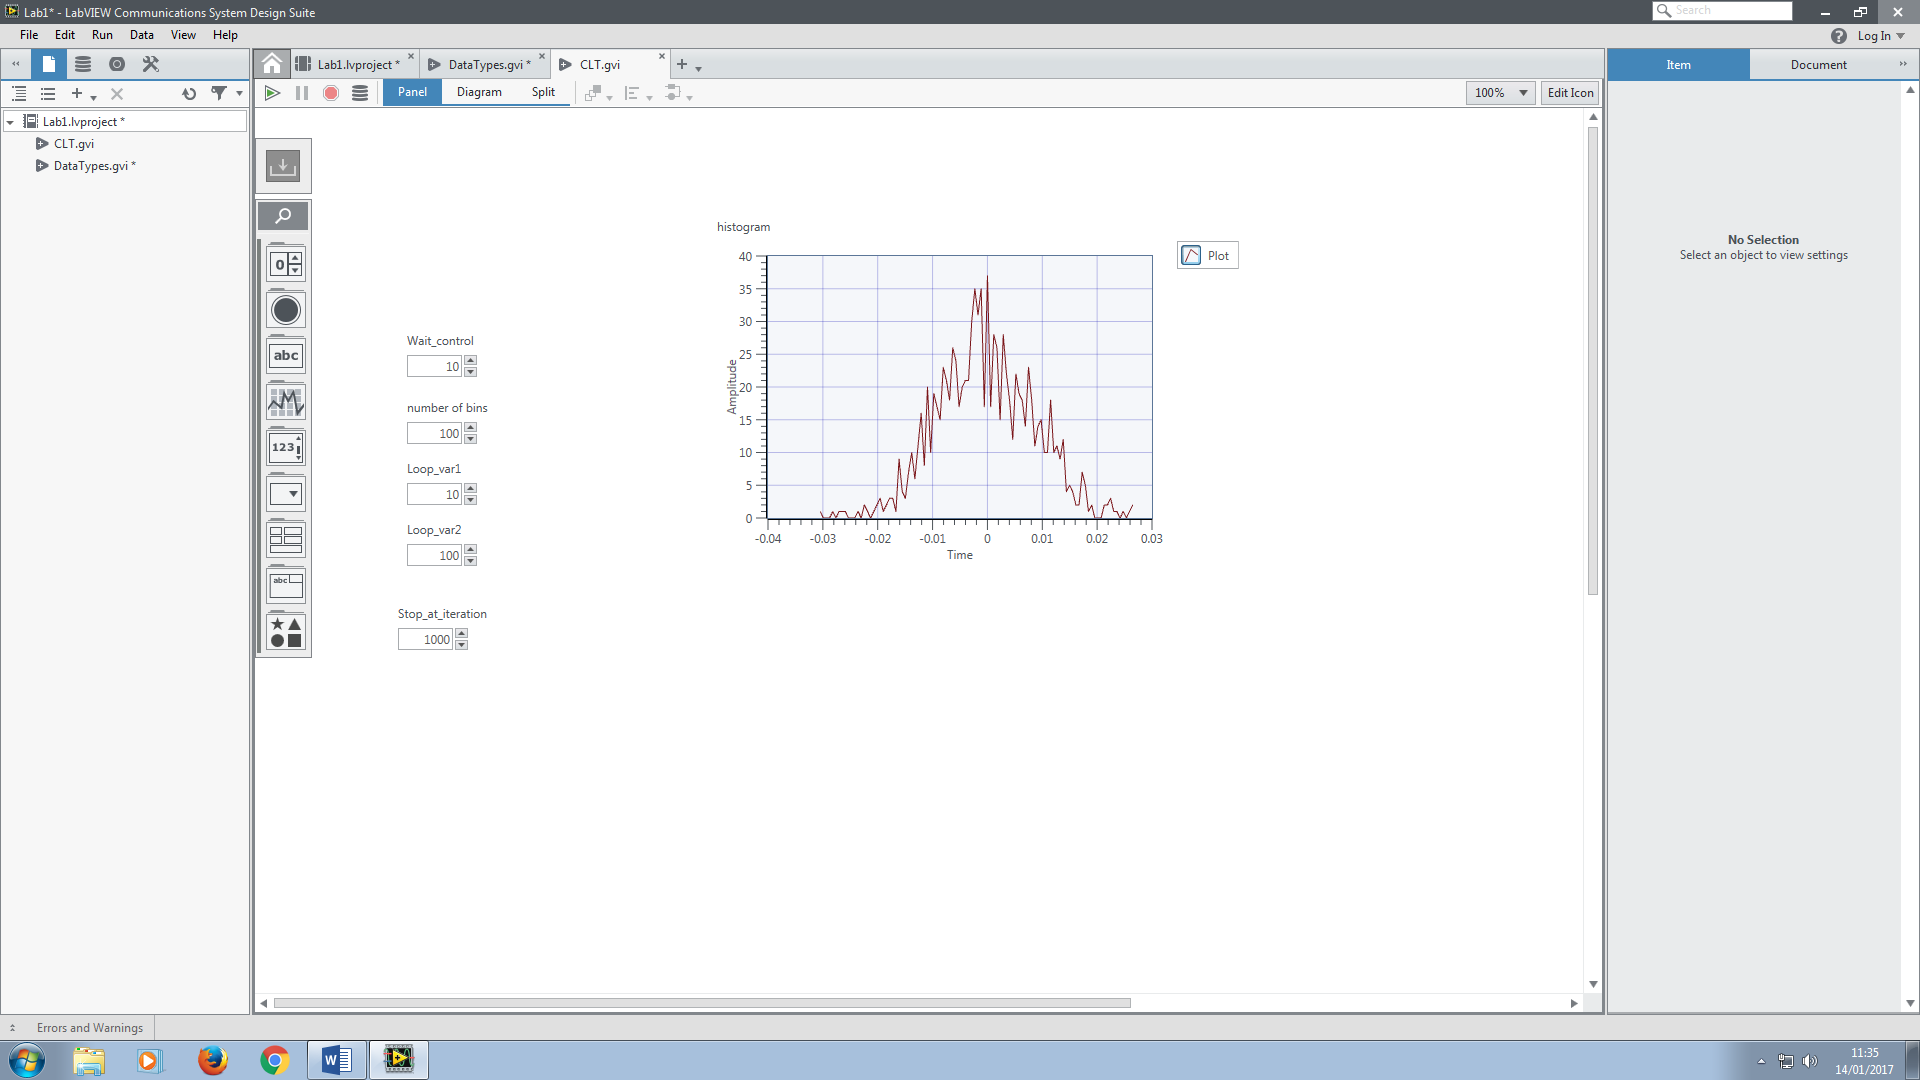 Lab1* - LabVIEW Communications System Design Suite
Search
File Edit Run Data View Help
Log In
Lab1.lvproject *
DataTypes.gvi *
CLT.gvi
Item
Document
Panel
Diagram
Split
100%
Edit Icon
Lab1.lvproject *
CLT.gvi
DataTypes.gvi *
No Selection
Select an object to view settings
0
abc
123
abc
Wait_control
10
number of bins
100
Loop_var1
10
Loop_var2
100
Stop_at_iteration
1000
histogram
Plot
Amplitude
40
35
30
25
20
15
10
5
0
-0.04 -0.03 -0.02 -0.01 0 0.01 0.02 0.03
Time
Errors and Warnings
W
11:35
14/01/2017